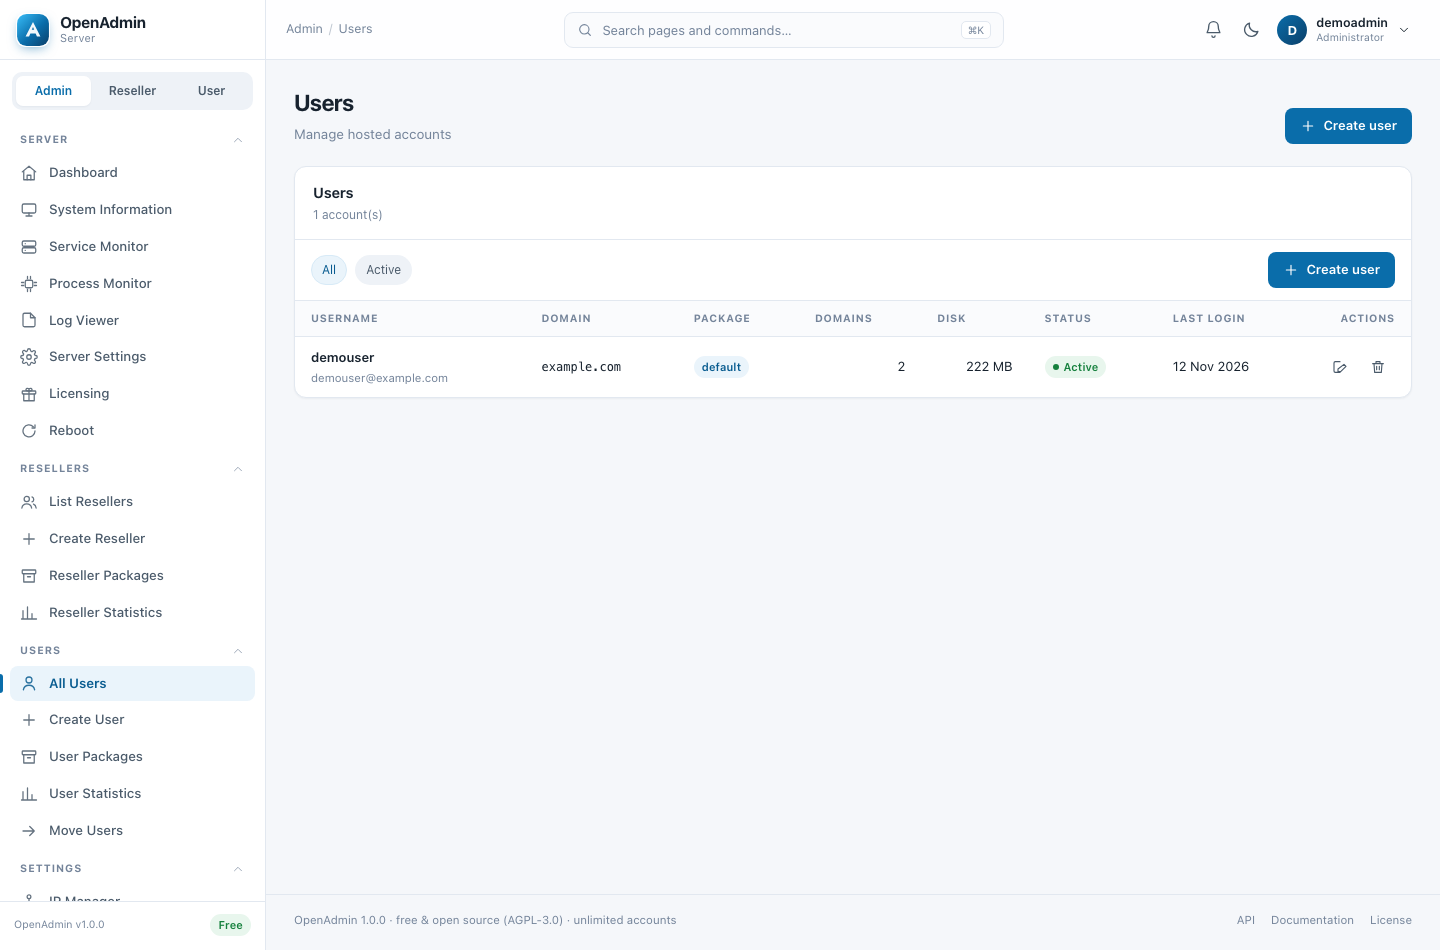 OpenAdmin
Server
Admin / Users
Search pages and commands...
⌘K
D
demoadmin
Administrator
Admin
Reseller
User
SERVER
Dashboard
System Information
Service Monitor
Process Monitor
Log Viewer
Server Settings
Licensing
Reboot
RESELLERS
List Resellers
Create Reseller
Reseller Packages
Reseller Statistics
USERS
All Users
Create User
User Packages
User Statistics
Move Users
SETTINGS
IP Manager
OpenAdmin v1.0.0
Free
Users
Manage hosted accounts
Create user
Users
1 account(s)
All
Active
Create user
USERNAME DOMAIN PACKAGE DOMAINS DISK STATUS LAST LOGIN ACTIONS
demouser example.com default 2 222 MB Active 12 Nov 2026
demouser@example.com
OpenAdmin 1.0.0 · free & open source (AGPL-3.0) · unlimited accounts
API Documentation License